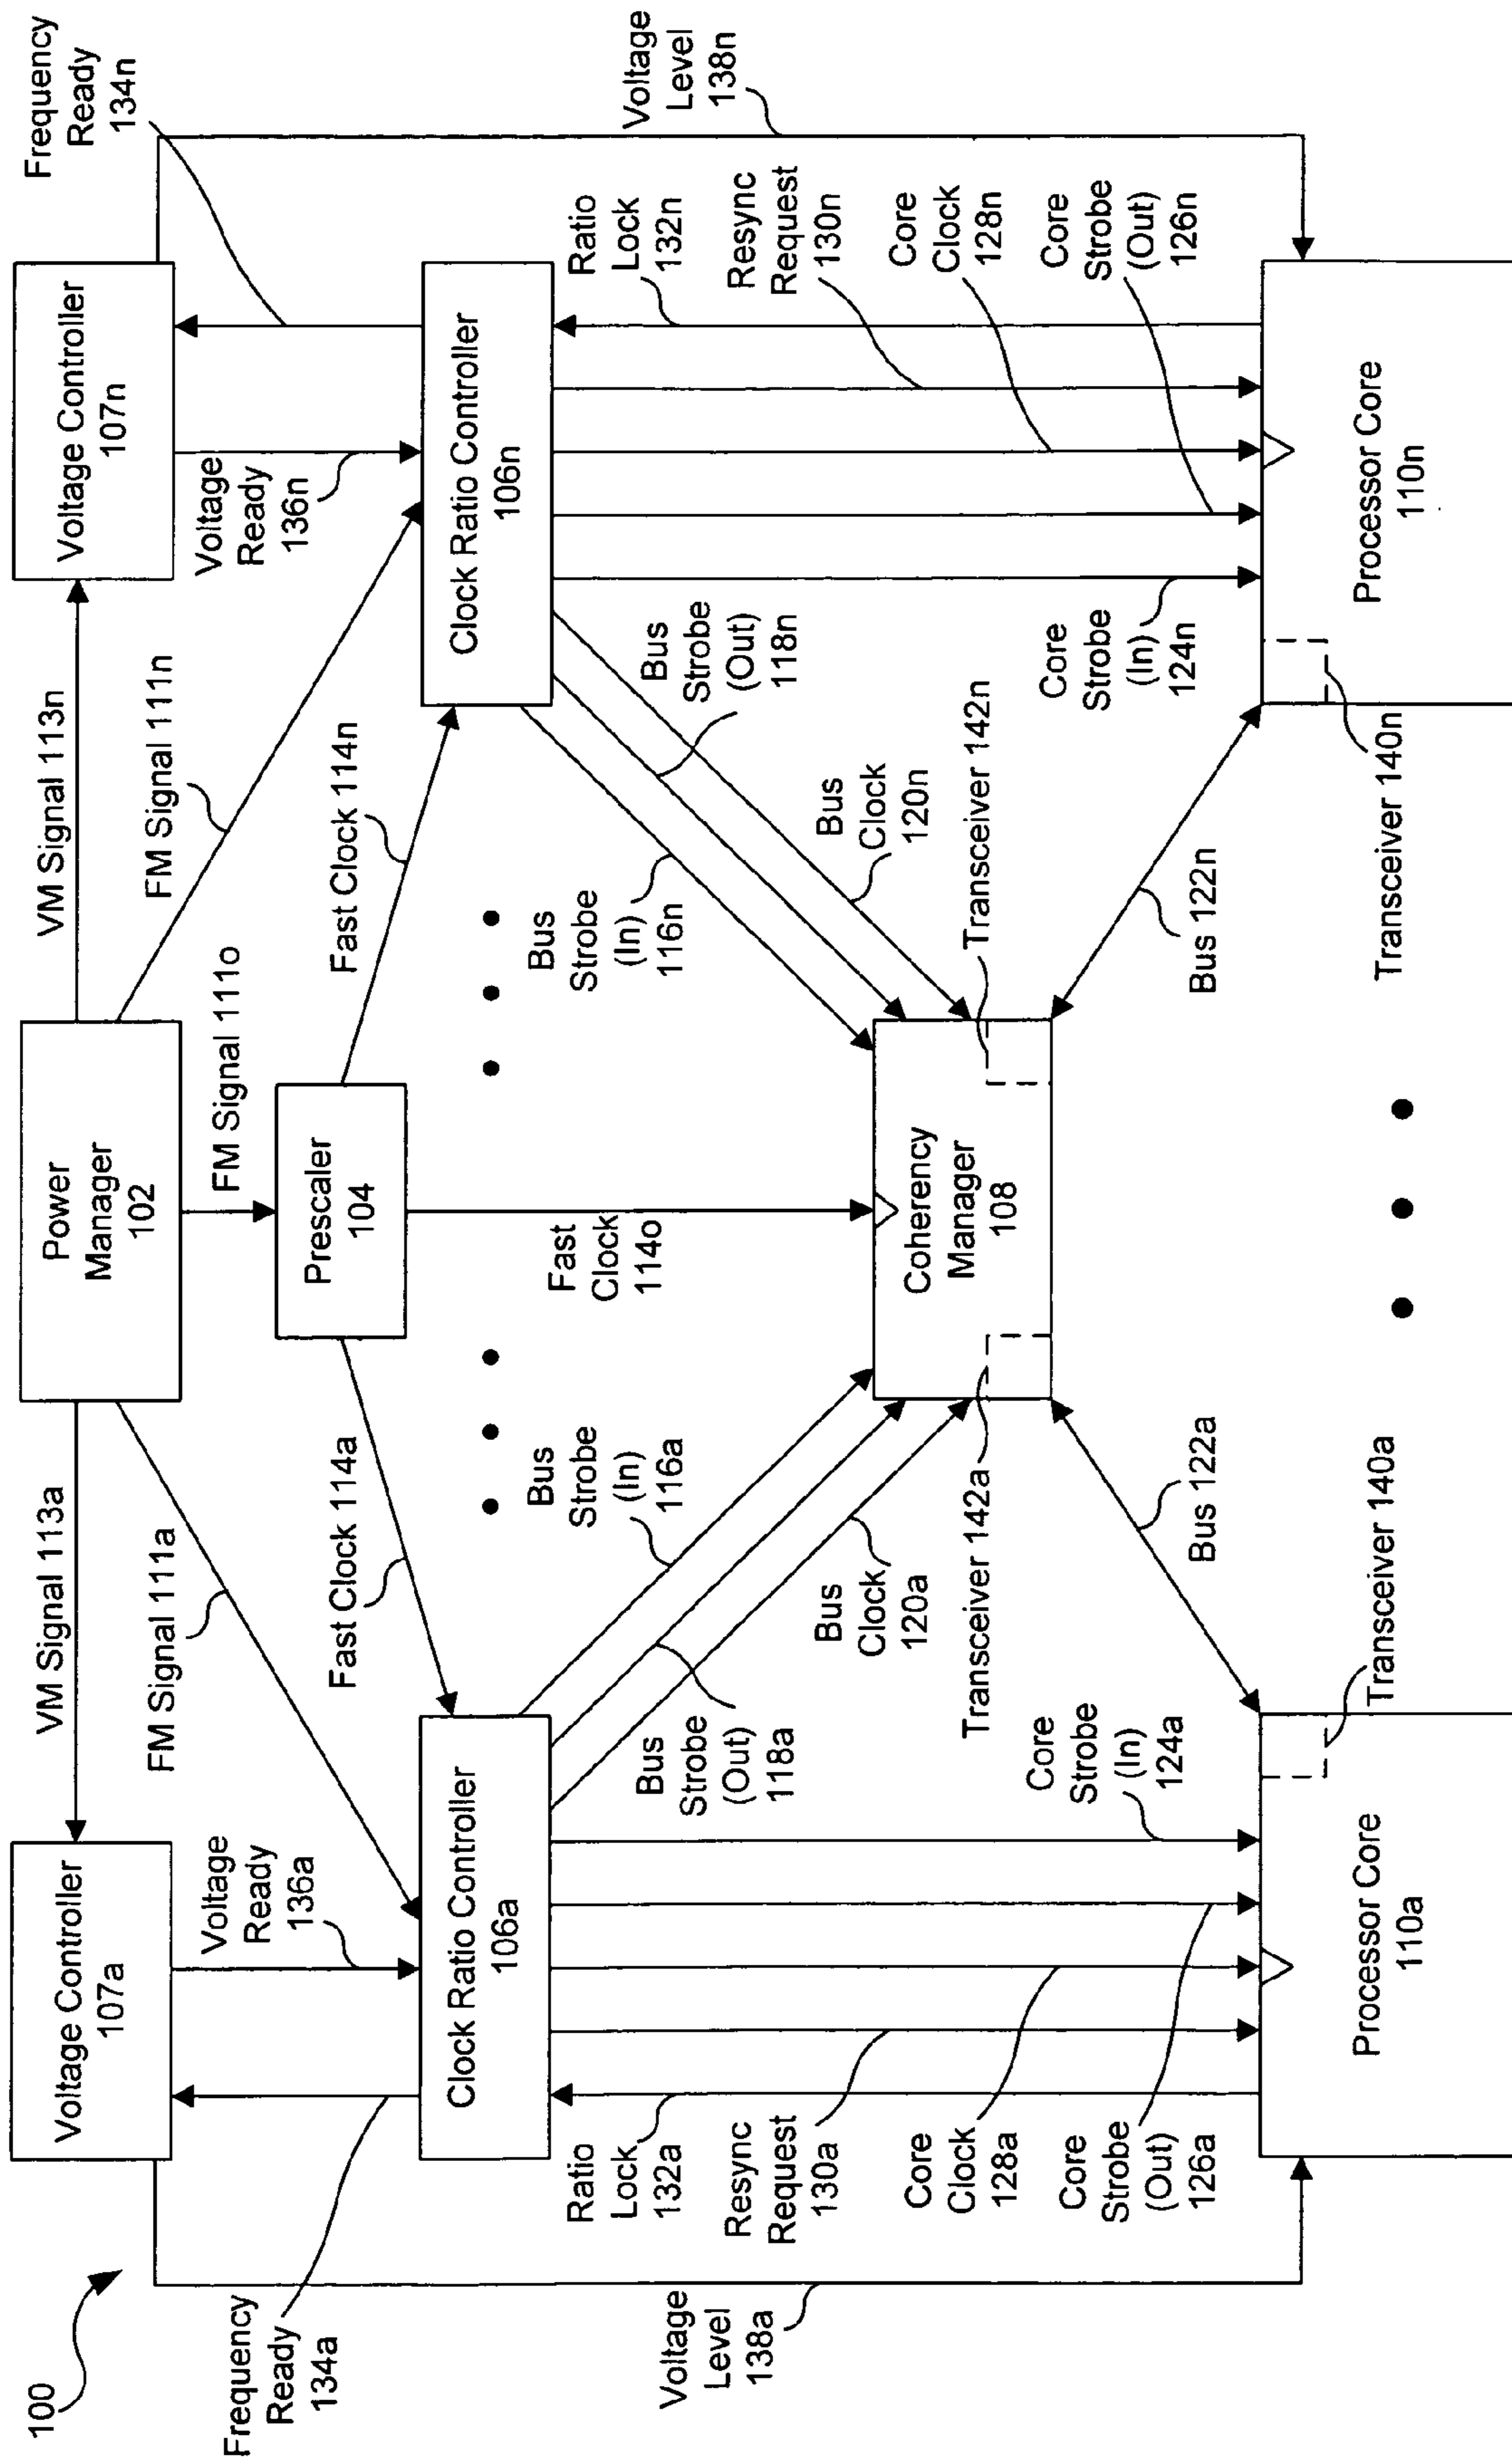 100
Power
Manager
102
VM Signal 113a
VM Signal 113n
Voltage Controller
107a
Voltage Controller
107n
FM Signal 111a
FM Signal 111o
FM Signal 111n
Frequency
Ready
134a
Voltage
Ready
136a
Voltage
Ready
136n
Frequency
Ready
134n
Prescaler
104
Fast Clock 114a
Fast Clock 114n
Clock Ratio Controller
106a
Clock Ratio Controller
106n
Fast
Clock
114o
Bus
Strobe
(In)
116a
Bus
Strobe
(In)
116n
Ratio
Lock
132a
Bus
Strobe
(Out)
118a
Bus
Strobe
(Out)
118n
Ratio
Lock
132n
Voltage
Level
138a
Voltage
Level
138n
Resync
Request
130a
Bus
Clock
120a
Bus
Clock
120n
Resync
Request
130n
Core
Clock
128a
Coherency
Manager
108
Core
Clock
128n
Transceiver 142a
Transceiver 142n
Core
Strobe
(Out)
126a
Core
Strobe
(In)
124a
Core
Strobe
(In)
124n
Core
Strobe
(Out)
126n
Bus 122a
Bus 122n
Processor Core
110a
Transceiver 140a
Transceiver 140n
Processor Core
110n